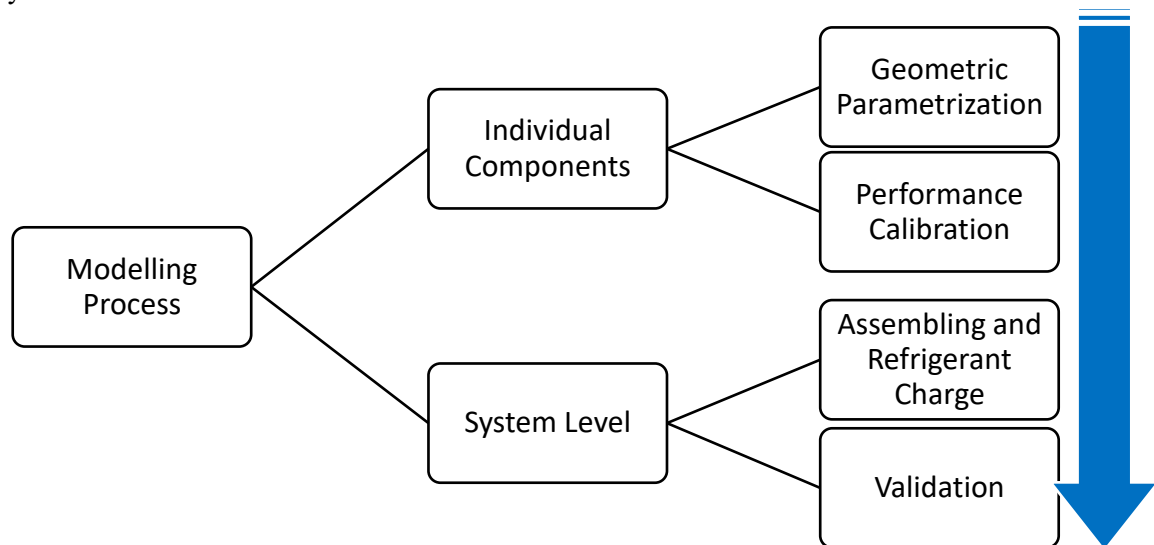 y
Modelling
Process
Individual
Components
System Level
Geometric
Parametrization
Performance
Calibration
Assembling and
Refrigerant
Charge
Validation